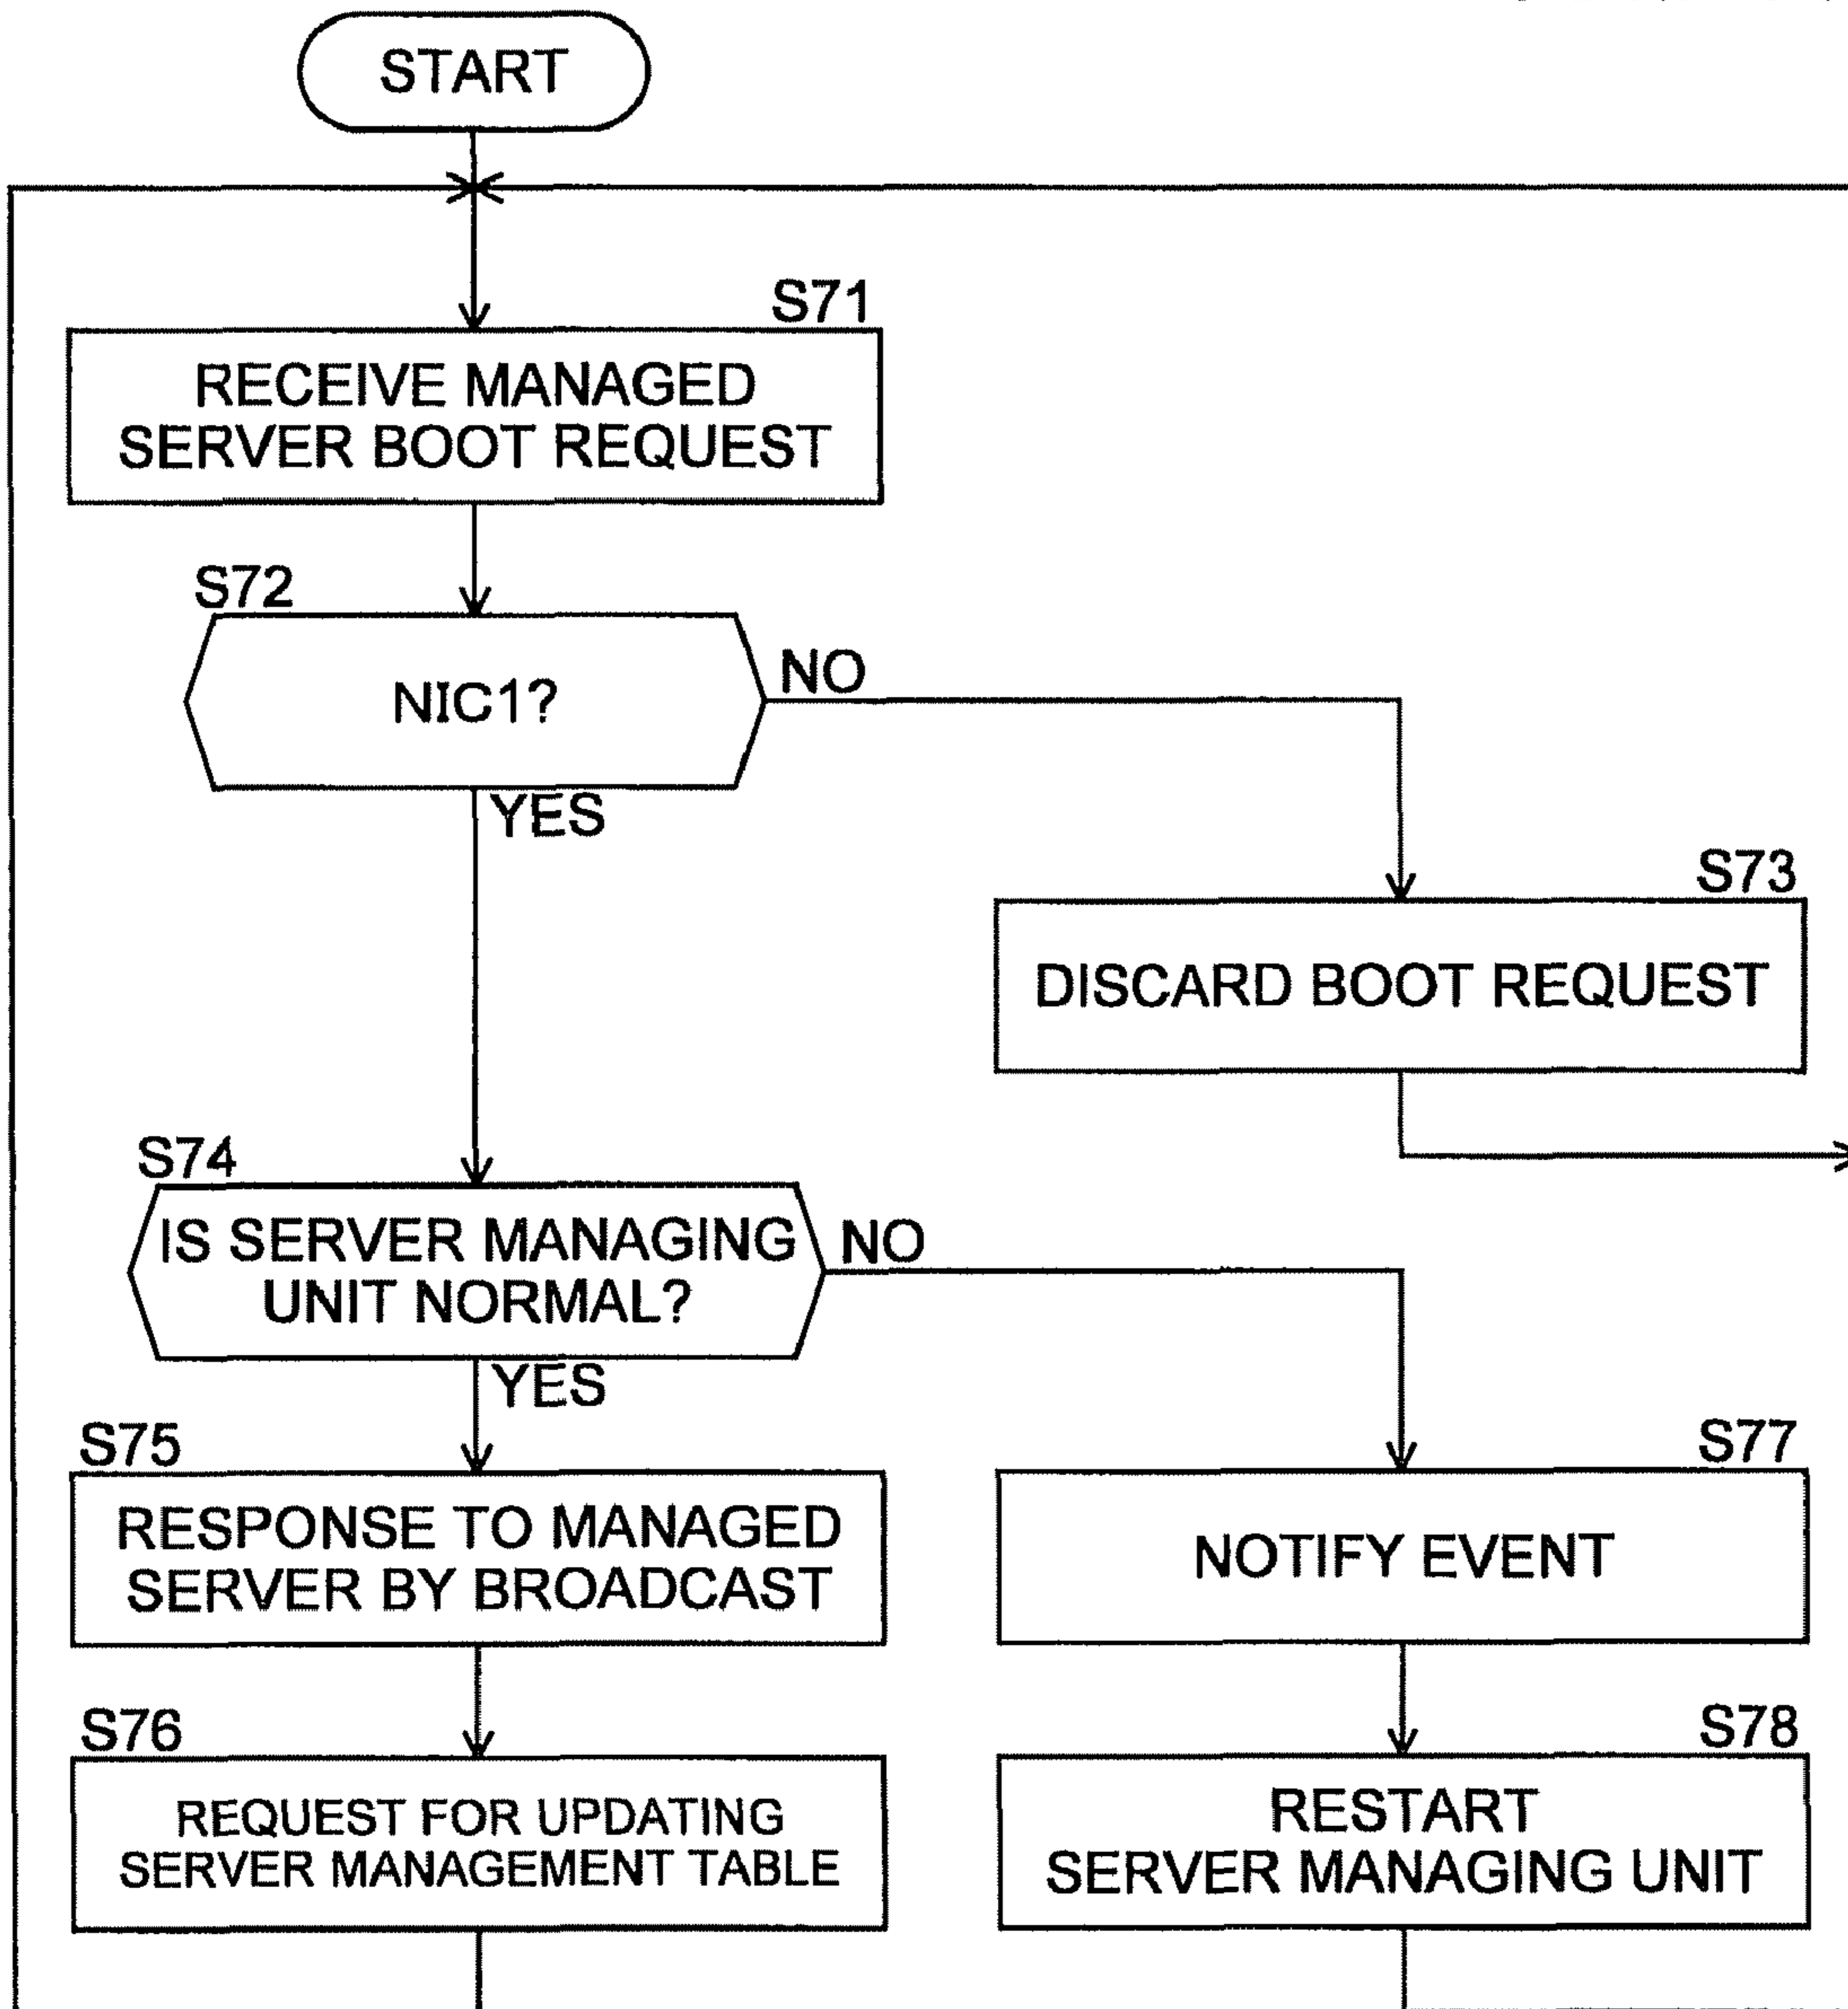 START
S71
RECEIVE MANAGED
SERVER BOOT REQUEST
S72
NIC1?
NO
YES
S73
DISCARD BOOT REQUEST
S74
IS SERVER MANAGING
UNIT NORMAL?
NO
YES
S75
RESPONSE TO MANAGED
SERVER BY BROADCAST
S77
NOTIFY EVENT
S76
REQUEST FOR UPDATING
SERVER MANAGEMENT TABLE
S78
RESTART
SERVER MANAGING UNIT